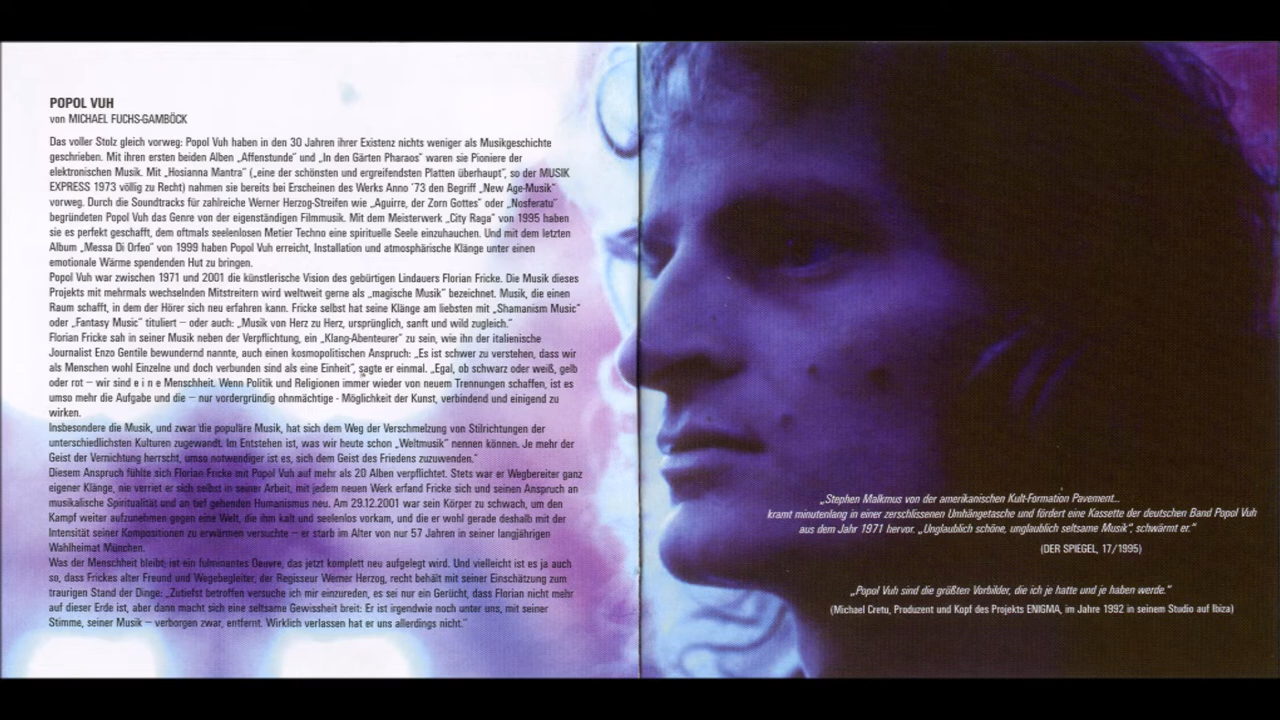 POPOL VUH
von MICHAEL FUCHS-GAMBÖCK
Das voller Stolz gleich vorweg: Popol Vuh haben in den 30 Jahren ihrer Existenz nichts weniger als Musikgeschichte
geschrieben. Mit ihren ersten beiden Alben „Affenstunde“ und „In den Gärten Pharaos“ waren sie Pioniere der
elektronischen Musik. Mit „Hosianna Mantra“ („eine der schönsten und ergreifendsten Platten überhaupt“, so der MUSIK
EXPRESS 1973 völlig zu Recht) nahmen sie bereits bei Erscheinen des Werks Anno ´73 den Begriff „New Age-Musik“
vorweg. Durch die Soundtracks für zahlreiche Werner Herzog-Streifen wie „Aguirre, der Zorn Gottes“ oder „Nosferatu“
begründeten Popol Vuh das Genre von der eigenständigen Filmmusik. Mit dem Meisterwerk „City Raga“ von 1995 haben
sie es perfekt geschafft, dem oftmals seelenlosen Metier Techno eine spirituelle Seele einzuhauchen. Und mit dem letzten
Album „Messa Di Orfeo“ von 1999 haben Popol Vuh erreicht, Installation und atmosphärische Klänge unter einen
emotionale Wärme spendenden Hut zu bringen.
Popol Vuh war zwischen 1971 und 2001 die künstlerische Vision des gebürtigen Lindauers Florian Fricke. Die Musik dieses
Projekts mit mehrmals wechselnden Mitstreitern wird weltweit gerne als „magische Musik“ bezeichnet. Musik, die einen
Raum schafft, in dem der Hörer sich neu erfahren kann. Fricke selbst hat seine Klänge am liebsten mit „Shamanism Music“
oder „Fantasy Music“ tituliert – oder auch: „Musik von Herz zu Herz, ursprünglich, sanft und wild zugleich.“
Florian Fricke sah in seiner Musik neben der Verpflichtung, ein „Klang-Abenteurer“ zu sein, wie ihn der italienische
Journalist Enzo Gentile bewundernd nannte, auch einen kosmopolitischen Anspruch: „Es ist schwer zu verstehen, dass wir
als Menschen wohl Einzelne und doch verbunden sind als eine Einheit“, sagte er einmal. „Egal, ob schwarz oder weiß, gelb
oder rot – wir sind e i n e Menschheit. Wenn Politik und Religionen immer wieder von neuem Trennungen schaffen, ist es
umso mehr die Aufgabe und die – nur vordergründig ohnmächtige - Möglichkeit der Kunst, verbindend und einigend zu
wirken.
Insbesondere die Musik, und zwar die populäre Musik, hat sich dem Weg der Verschmelzung von Stilrichtungen der
unterschiedlichsten Kulturen zugewandt. Im Entstehen ist, was wir heute schon „Weltmusik“ nennen können. Je mehr der
Geist der Vernichtung herrscht, umso notwendiger ist es, sich dem Geist des Friedens zuzuwenden.“
Diesem Anspruch fühlte sich Florian Fricke mit Popol Vuh auf mehr als 20 Alben verpflichtet. Stets war er Wegbereiter ganz
eigener Klänge, nie verriet er sich selbst in seiner Arbeit, mit jedem neuen Werk erfand Fricke sich und seinen Anspruch an
musikalische Spiritualität und an tief gehenden Humanismus neu. Am 29.12.2001 war sein Körper zu schwach, um den
Kampf weiter aufzunehmen gegen eine Welt, die ihm kalt und seelenlos vorkam, und die er wohl gerade deshalb mit der
Intensität seiner Kompositionen zu erwärmen versuchte – er starb im Alter von nur 57 Jahren in seiner langjährigen
Wahlheimat München.
Was der Menschheit bleibt, ist ein fulminantes Oeuvre, das jetzt komplett neu aufgelegt wird. Und vielleicht ist es ja auch
so, dass Frickes alter Freund und Wegebegleiter, der Regisseur Werner Herzog, recht behält mit seiner Einschätzung zum
traurigen Stand der Dinge: „Zutiefst betroffen versuche ich mir einzureden, es sei nur ein Gerücht, dass Florian nicht mehr
auf dieser Erde ist, aber dann macht sich eine seltsame Gewissheit breit: Er ist irgendwie noch unter uns, mit seiner
Stimme, seiner Musik – verborgen zwar, entfernt. Wirklich verlassen hat er uns allerdings nicht.“
„Stephen Malkmus von der amerikanischen Kult-Formation Pavement...
kramt minutenlang in einer zerschlissenen Umhängetasche und fördert eine Kassette der deutschen Band Popol Vuh
aus dem Jahr 1971 hervor. „Unglaublich schöne, unglaublich seltsame Musik“, schwärmt er.“
(DER SPIEGEL, 17/1995)
„Popol Vuh sind die größten Vorbilder, die ich je hatte und je haben werde.“
(Michael Cretu, Produzent und Kopf des Projekts ENIGMA, im Jahre 1992 in seinem Studio auf Ibiza)